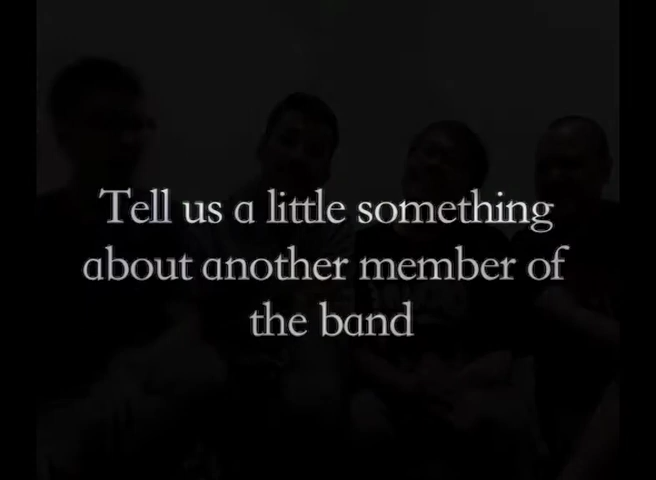 Tell us a little something
about another member of
the band